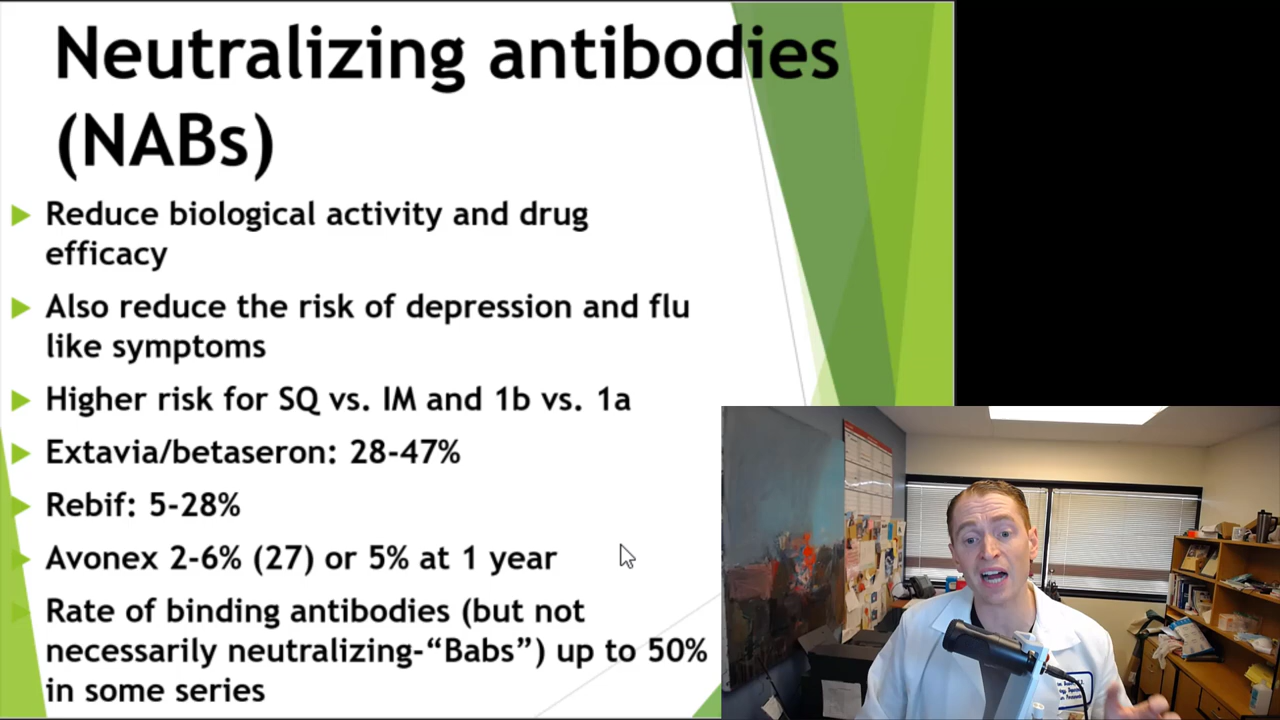 Neutralizing antibodies
(NABs)
Reduce biological activity and drug
efficacy
Also reduce the risk of depression and flu
like symptoms
Higher risk for SQ vs. IM and 1b vs. 1a
Extavia/betaseron: 28-47%
Rebif: 5-28%
Avonex 2-6% (27) or 5% at 1 year
Rate of binding antibodies (but not
necessarily neutralizing-“Babs”) up to 50%
in some series